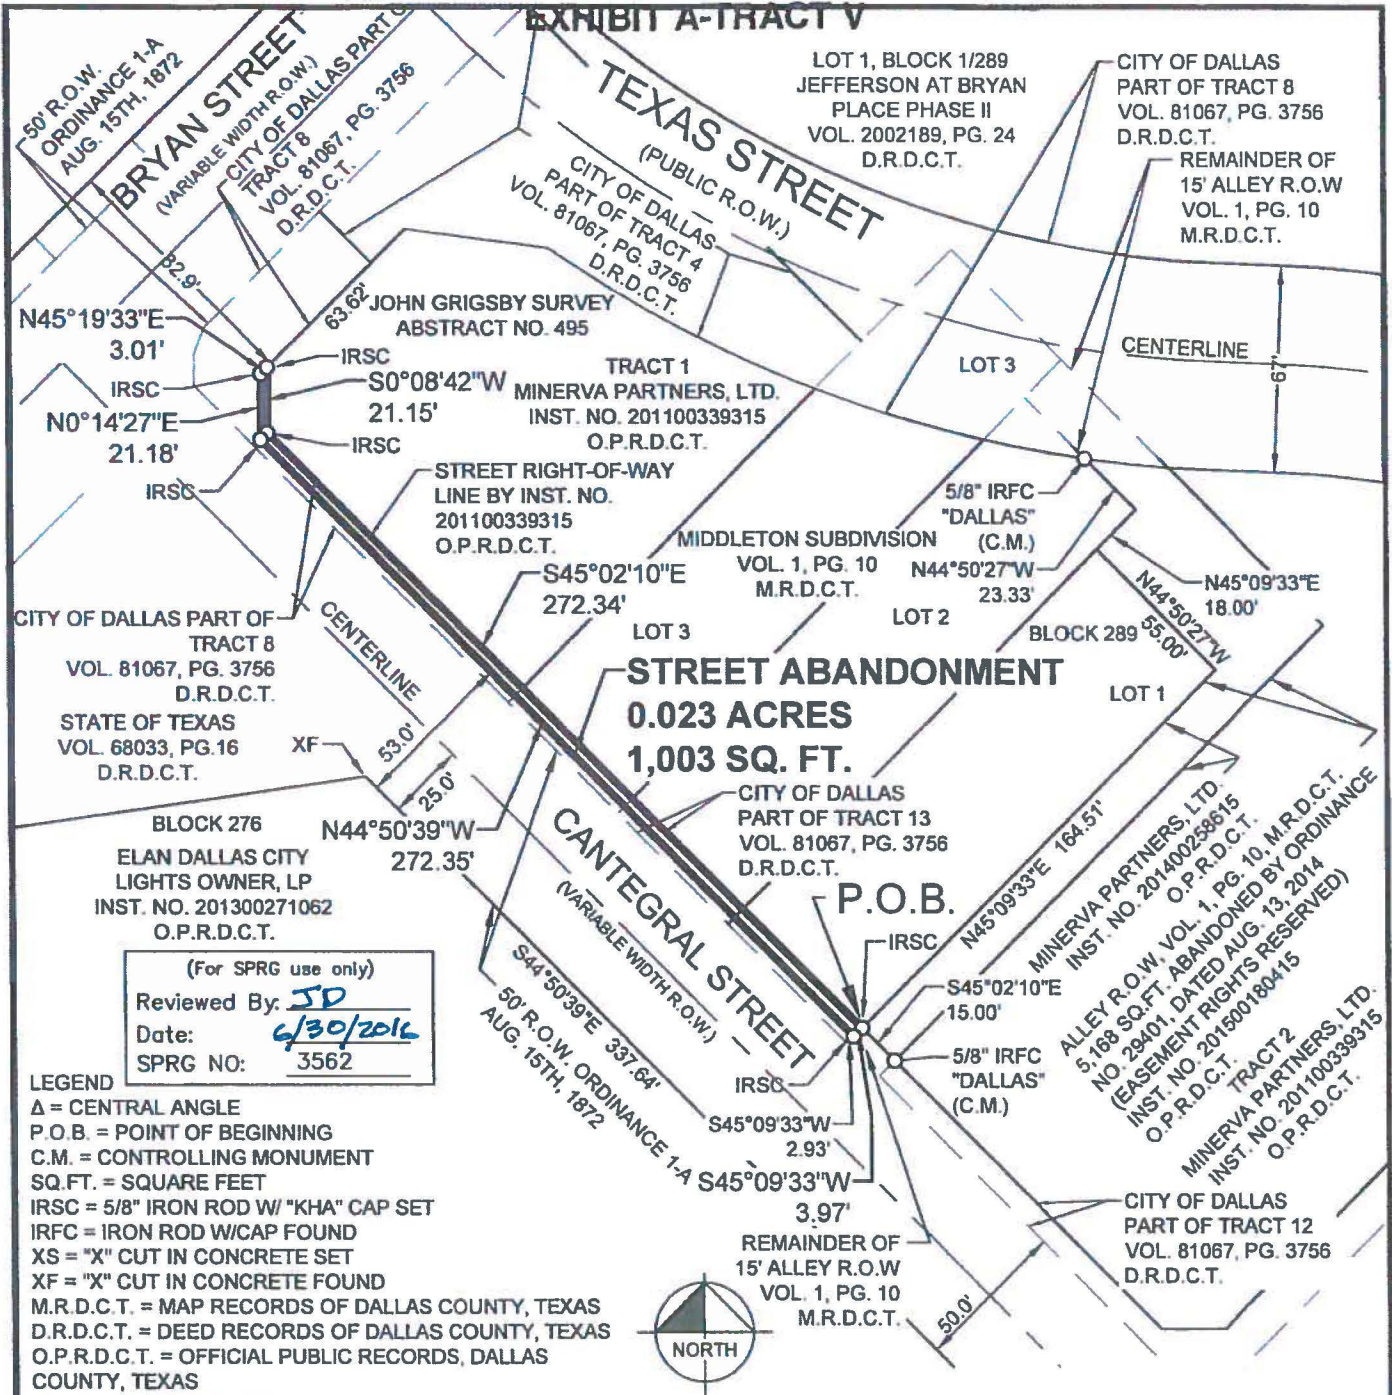 EXHIBIT A-TRACT V
50' R.O.W.
ORDINANCE 1-A
AUG. 15TH, 1872
BRYAN STREET
(VARIABLE WIDTH R.O.W.)
CITY OF DALLAS PART
TRACT 8
VOL. 81067, PG. 3756
D.R.D.C.T.
TEXAS STREET
(PUBLIC R.O.W.)
CITY OF DALLAS
PART OF TRACT 4
VOL. 81067, PG. 3756
D.R.D.C.T.
LOT 1, BLOCK 1/289
JEFFERSON AT BRYAN
PLACE PHASE II
VOL. 2002189, PG. 24
D.R.D.C.T.
CITY OF DALLAS
PART OF TRACT 8
VOL. 81067, PG. 3756
D.R.D.C.T.
REMAINDER OF
15' ALLEY R.O.W
VOL. 1, PG. 10
M.R.D.C.T.
82.9'
63.62'
JOHN GRIGSBY SURVEY
ABSTRACT NO. 495
N45°19'33"E
3.01'
IRSC
IRSC
S0°08'42"W
21.15'
N0°14'27"E
21.18'
IRSC
IRSC
TRACT 1
MINERVA PARTNERS, LTD.
INST. NO. 201100339315
O.P.R.D.C.T.
LOT 3
CENTERLINE
67.7'
STREET RIGHT-OF-WAY
LINE BY INST. NO.
201100339315
O.P.R.D.C.T.
5/8" IRFC
"DALLAS"
(C.M.)
N44°50'27"W
23.33'
MIDDLETON SUBDIVISION
VOL. 1, PG. 10
M.R.D.C.T.
N45°09'33"E
18.00'
N44°50'27"W
55.00'
S45°02'10"E
272.34'
LOT 3
LOT 2
BLOCK 289
LOT 1
CITY OF DALLAS PART OF
TRACT 8
VOL. 81067, PG. 3756
D.R.D.C.T.
CENTERLINE
STATE OF TEXAS
VOL. 68033, PG.16
D.R.D.C.T.
XF
53.0'
25.0'
STREET ABANDONMENT
0.023 ACRES
1,003 SQ. FT.
CITY OF DALLAS
PART OF TRACT 13
VOL. 81067, PG. 3756
D.R.D.C.T.
BLOCK 276
ELAN DALLAS CITY
LIGHTS OWNER, LP
INST. NO. 201300271062
O.P.R.D.C.T.
N44°50'39"W
272.35'
CANTEGRAL STREET
(VARIABLE WIDTH R.O.W.)
P.O.B.
IRSC
N45°09'33"E 164.51'
S45°02'10"E
15.00'
5/8" IRFC
"DALLAS"
(C.M.)
MINERVA PARTNERS, LTD.
INST. NO. 201400258615
O.P.R.D.C.T.
ALLEY R.O.W, VOL. 1, PG. 10, M.R.D.C.T.
5,168 SQ.FT. ABANDONED BY ORDINANCE
NO. 29401, DATED AUG. 13, 2014
(EASEMENT RIGHTS RESERVED)
INST. NO. 201500180415
O.P.R.D.C.T.
TRACT 2
MINERVA PARTNERS, LTD.
INST. NO. 201100339315
O.P.R.D.C.T.
S44°50'39"E 337.64'
50' R.O.W. ORDINANCE 1-A
AUG. 15TH, 1872
IRSC
S45°09'33"W
2.93'
S45°09'33"W
3.97'
REMAINDER OF
15' ALLEY R.O.W
VOL. 1, PG. 10
M.R.D.C.T.
CITY OF DALLAS
PART OF TRACT 12
VOL. 81067, PG. 3756
D.R.D.C.T.
50.0'
(For SPRG use only)
Reviewed By: JD
Date: 6/30/2016
SPRG NO: 3562
LEGEND
Δ = CENTRAL ANGLE
P.O.B. = POINT OF BEGINNING
C.M. = CONTROLLING MONUMENT
SQ.FT. = SQUARE FEET
IRSC = 5/8" IRON ROD W/ "KHA" CAP SET
IRFC = IRON ROD W/CAP FOUND
XS = "X" CUT IN CONCRETE SET
XF = "X" CUT IN CONCRETE FOUND
M.R.D.C.T. = MAP RECORDS OF DALLAS COUNTY, TEXAS
D.R.D.C.T. = DEED RECORDS OF DALLAS COUNTY, TEXAS
O.P.R.D.C.T. = OFFICIAL PUBLIC RECORDS, DALLAS
COUNTY, TEXAS
NORTH